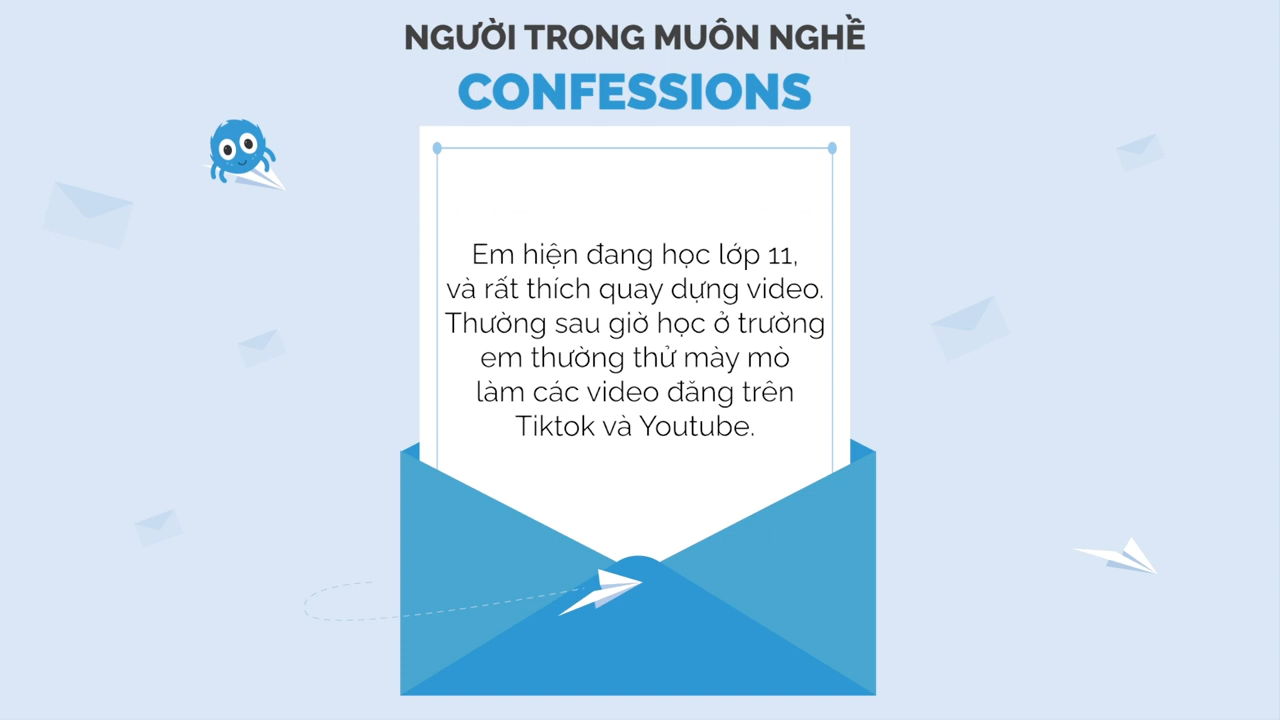 NGƯỜI TRONG MUÔN NGHỀ
CONFESSIONS
Em hiện đang học lớp 11,
và rất thích quay dựng video.
Thường sau giờ học ở trường
em thường thử mày mò
làm các video đăng trên
Tiktok và Youtube.